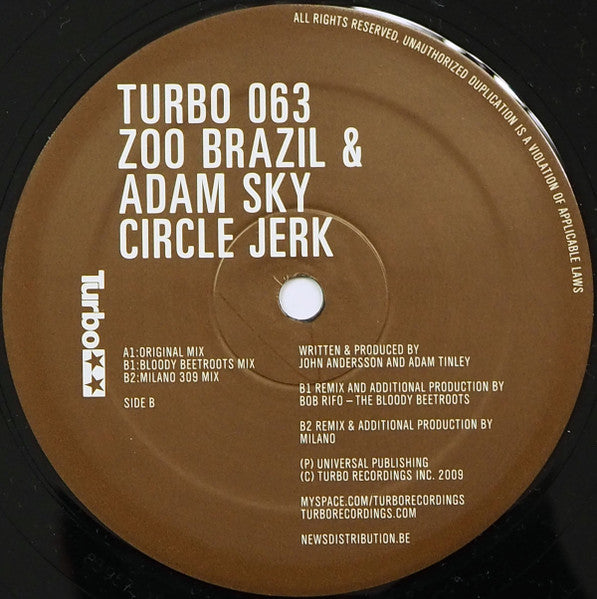 ALL RIGHTS RESERVED. UNAUTHORIZED DUPLICATION IS A VIOLATION OF APPLICABLE LAWS
TURBO 063
ZOO BRAZIL &
ADAM SKY
CIRCLE JERK
Turbo
A1:ORIGINAL MIX
B1:BLOODY BEETROOTS MIX
B2:MILANO 309 MIX
SIDE B
WRITTEN & PRODUCED BY
JOHN ANDERSSON AND ADAM TINLEY
B1 REMIX AND ADDITIONAL PRODUCTION BY
BOB RIFO – THE BLOODY BEETROOTS
B2 REMIX & ADDITIONAL PRODUCTION BY
MILANO
(P) UNIVERSAL PUBLISHING
(C) TURBO RECORDINGS INC. 2009
MYSPACE.COM/TURBORECORDINGS
TURBORECORDINGS.COM
NEWSDISTRIBUTION.BE